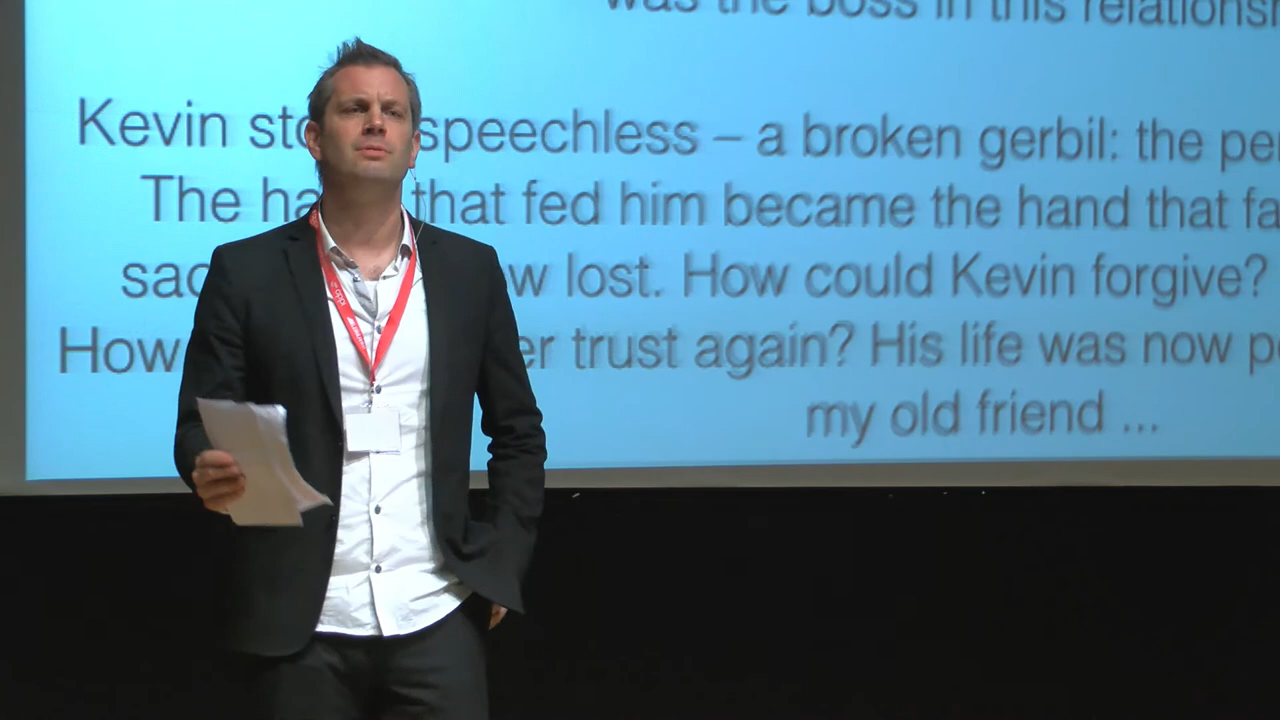 was the boss in this relationsh
Kevin sto speechless – a broken gerbil: the pe
The ha that fed him became the hand that fa
sac w lost. How could Kevin forgive?
How er trust again? His life was now p
my old friend ...
oppi